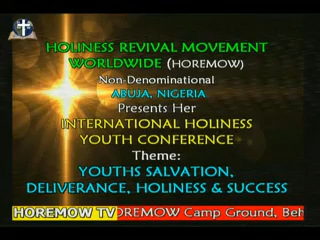 HOLINESS REVIVAL MOVEMENT
WORLDWIDE (HOREMOW)
Non-Denominational
ABUJA, NIGERIA
Presents Her
INTERNATIONAL HOLINESS
YOUTH CONFERENCE
Theme:
YOUTHS SALVATION,
DELIVERANCE, HOLINESS & SUCCESS
HOREMOW TV OREMOW Camp Ground, Beh